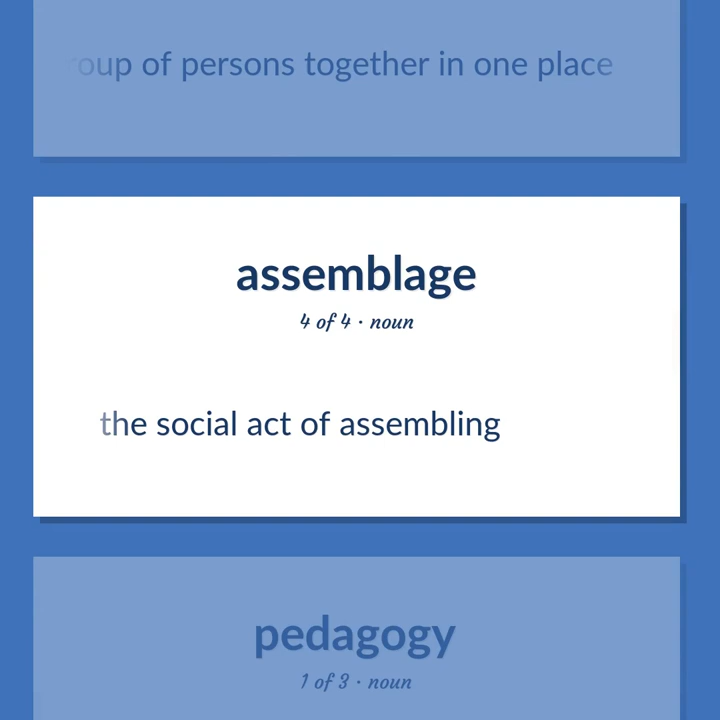 oup of persons together in one place
assemblage
4 of 4 · noun
the social act of assembling
pedagogy
1 of 3 · noun